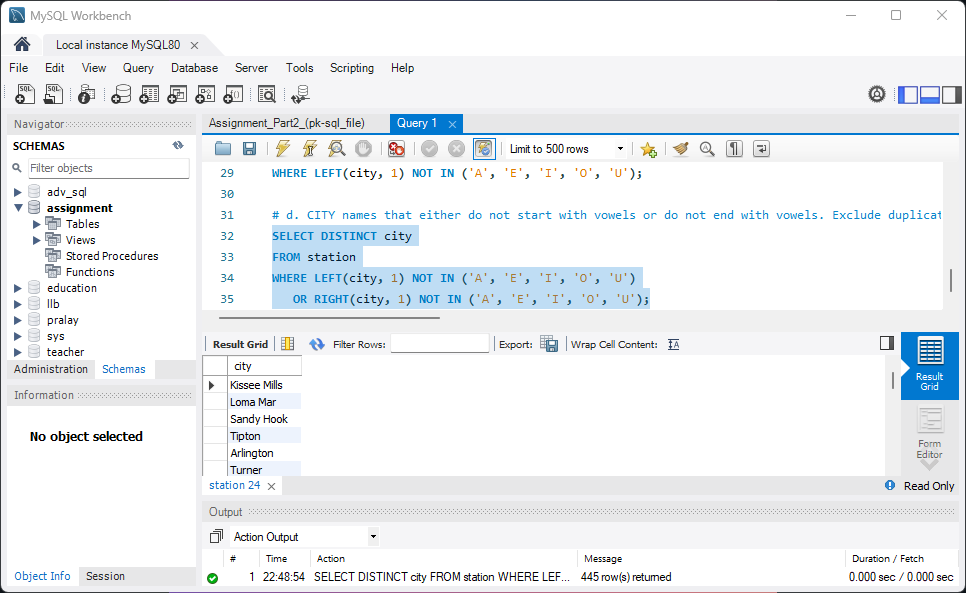 MySQL Workbench
Local instance MySQL80
File Edit View Query Database Server Tools Scripting Help
Navigator
SCHEMAS
Filter objects
adv_sql
assignment
Tables
Views
Stored Procedures
Functions
education
llb
pralay
sys
teacher
Administration Schemas
Information
No object selected
Object Info Session
Assignment_Part2_(pk-sql_file) Query 1
Limit to 500 rows
29 WHERE LEFT(city, 1) NOT IN ('A', 'E', 'I', 'O', 'U');
30
31 # d. CITY names that either do not start with vowels or do not end with vowels. Exclude duplicat
32 SELECT DISTINCT city
33 FROM station
34 WHERE LEFT(city, 1) NOT IN ('A', 'E', 'I', 'O', 'U')
35 OR RIGHT(city, 1) NOT IN ('A', 'E', 'I', 'O', 'U');
Result Grid Filter Rows: Export: Wrap Cell Content:
city
Kissee Mills
Loma Mar
Sandy Hook
Tipton
Arlington
Turner
Result
Grid
Form
Editor
station 24
Read Only
Output
Action Output
# Time Action Message Duration / Fetch
1 22:48:54 SELECT DISTINCT city FROM station WHERE LEF... 445 row(s) returned 0.000 sec / 0.000 sec